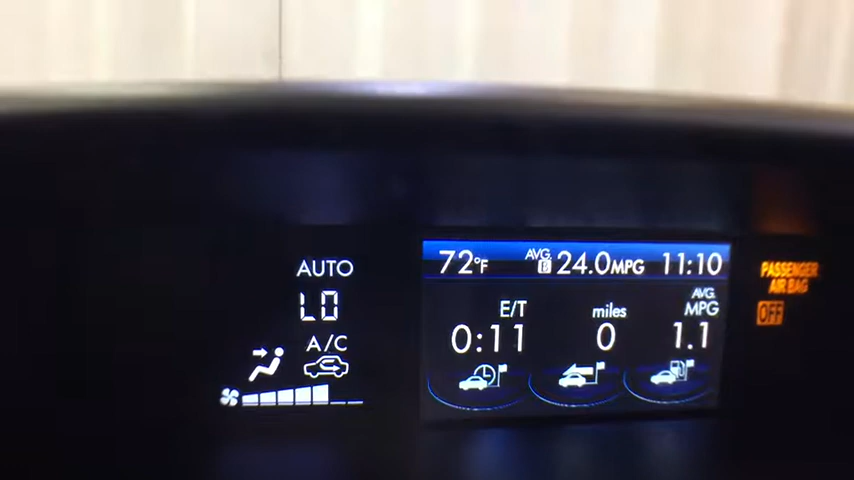 AUTO
LO
A/C
72°F AVG. B 24.0MPG 11:10
E/T miles AVG. MPG
0:11 0 1.1
PASSENGER
AIR BAG
OFF